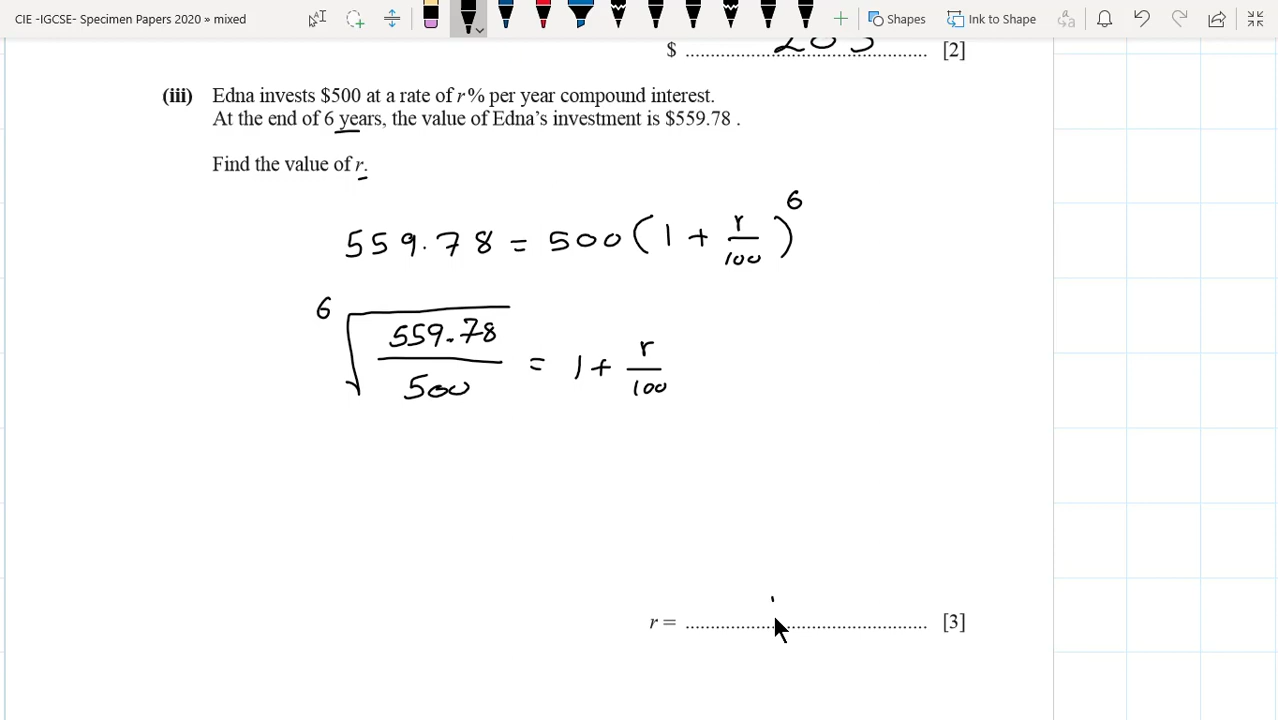 CIE -IGCSE- Specimen Papers 2020 » mixed
Shapes
Ink to Shape
$ ............................................... [2]
(iii) Edna invests $500 at a rate of r % per year compound interest.
At the end of 6 years, the value of Edna's investment is $559.78 .
Find the value of r.
559.78 = 500 (1 + r/100)^6
6√(559.78/500) = 1 + r/100
r = ............................................... [3]